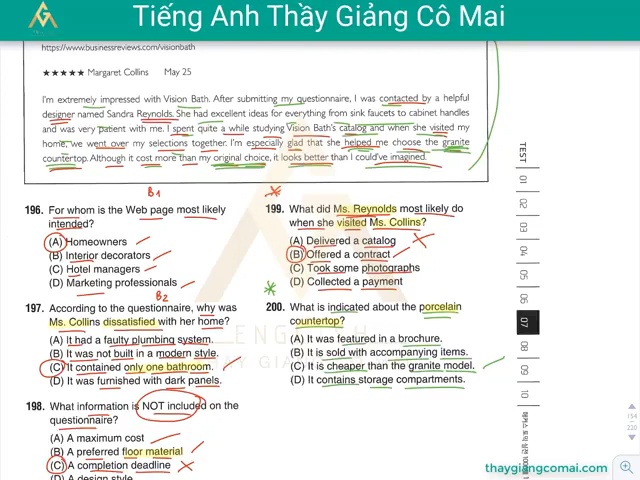 Tiếng Anh Thầy Giảng Cô Mai
https://www.businessreviews.com/visionbath
★★★★★ Margaret Collins May 25
I'm extremely impressed with Vision Bath. After submitting my questionnaire, I was contacted by a helpful
designer named Sandra Reynolds. She had excellent ideas for everything from sink faucets to cabinet handles
and was very patient with me. I spent quite a while studying Vision Bath's catalog and when she visited my
home, we went over my selections together. I'm especially glad that she helped me choose the granite
countertop. Although it cost more than my original choice, it looks better than I could've imagined.
B1
196. For whom is the Web page most likely
intended?
(A) Homeowners
(B) Interior decorators
(C) Hotel managers
(D) Marketing professionals
B2
197. According to the questionnaire, why was
Ms. Collins dissatisfied with her home?
(A) It had a faulty plumbing system.
(B) It was not built in a modern style.
(C) It contained only one bathroom.
(D) It was furnished with dark panels.
198. What information is NOT included on the
questionnaire?
(A) A maximum cost
(B) A preferred floor material
(C) A completion deadline
(D) A design style
199. What did Ms. Reynolds most likely do
when she visited Ms. Collins?
(A) Delivered a catalog
(B) Offered a contract
(C) Took some photographs
(D) Collected a payment
200. What is indicated about the porcelain
countertop?
(A) It was featured in a brochure.
(B) It is sold with accompanying items.
(C) It is cheaper than the granite model.
(D) It contains storage compartments.
TEST
01
02
03
04
05
06
07
08
09
10
154
220
thaygiangcomai.com